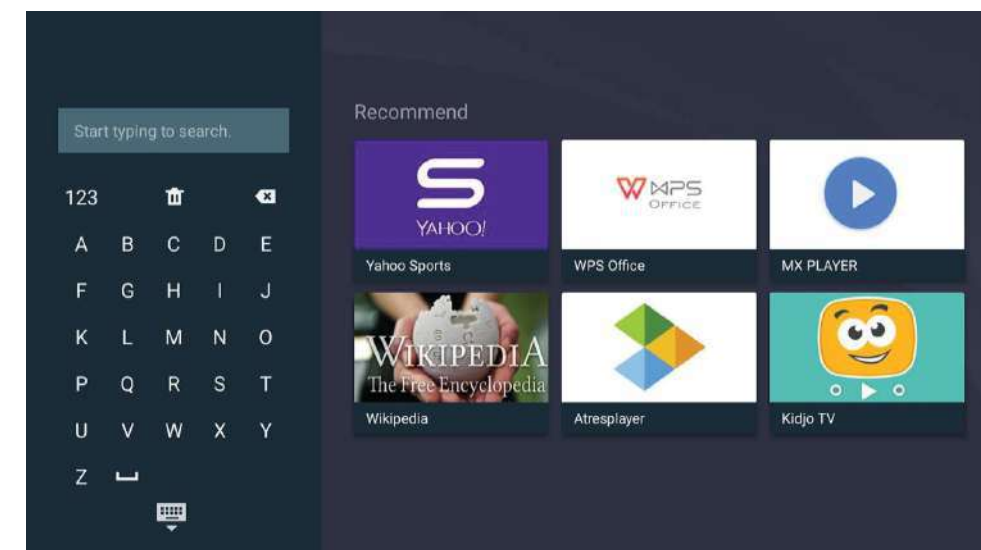 Start typing to search.
123
A B C D E
F G H I J
K L M N O
P Q R S T
U V W X Y
Z
Recommend
S
YAHOO!
W WPS
OFFICE
Yahoo Sports
WPS Office
MX PLAYER
WIKIPEDIA
The Free Encyclopedia
Wikipedia
Atresplayer
Kidjo TV